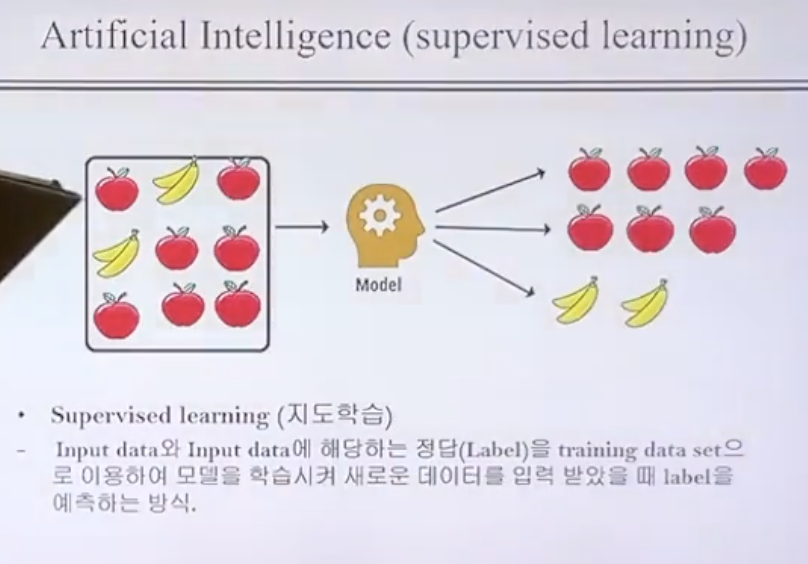 Artificial Intelligence (supervised learning)
Model
• Supervised learning (지도학습)
- Input data와 Input data에 해당하는 정답(Label)을 training data set으
로 이용하여 모델을 학습시켜 새로운 데이터를 입력 받았을 때 label을
예측하는 방식.